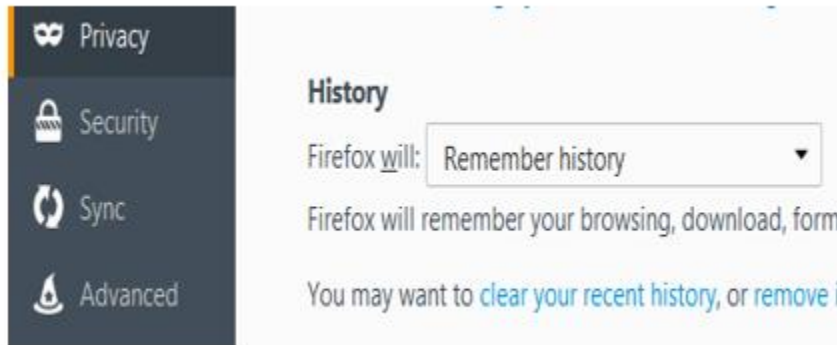 Privacy
Security
Sync
Advanced
History
Firefox will: Remember history
Firefox will remember your browsing, download, form
You may want to clear your recent history, or remove